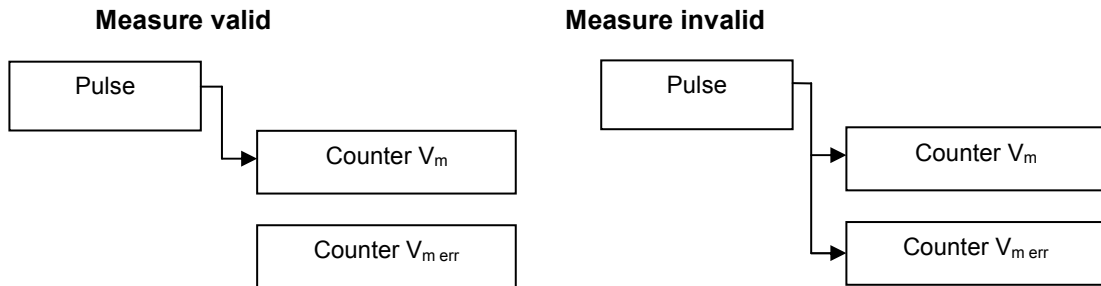 Measure valid
Pulse
Counter Vm
Counter Vm err
Measure invalid
Pulse
Counter Vm
Counter Vm err